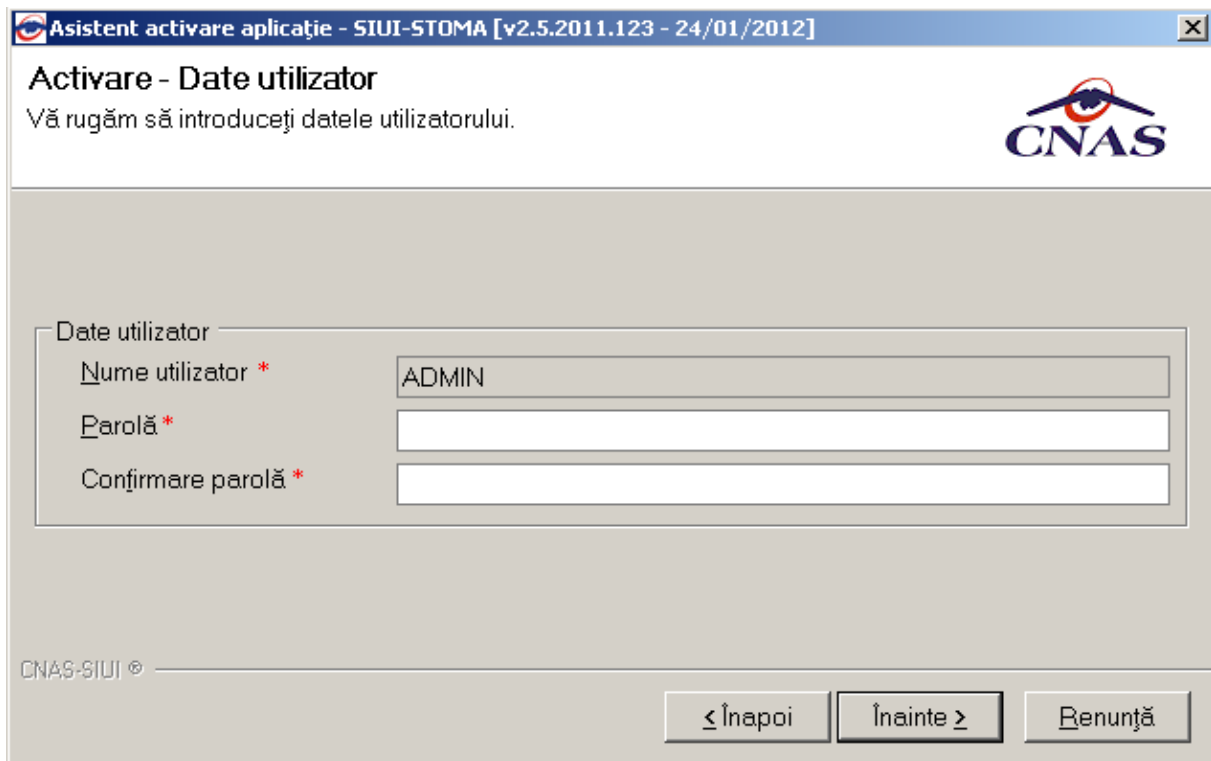 Asistent activare aplicaţie - SIUI-STOMA [v2.5.2011.123 - 24/01/2012]
Activare - Date utilizator
Vă rugăm să introduceţi datele utilizatorului.
CNAS
Date utilizator
Nume utilizator * ADMIN
Parolă *
Confirmare parolă *
CNAS-SIUI ®
< Înapoi Înainte > Renunţă